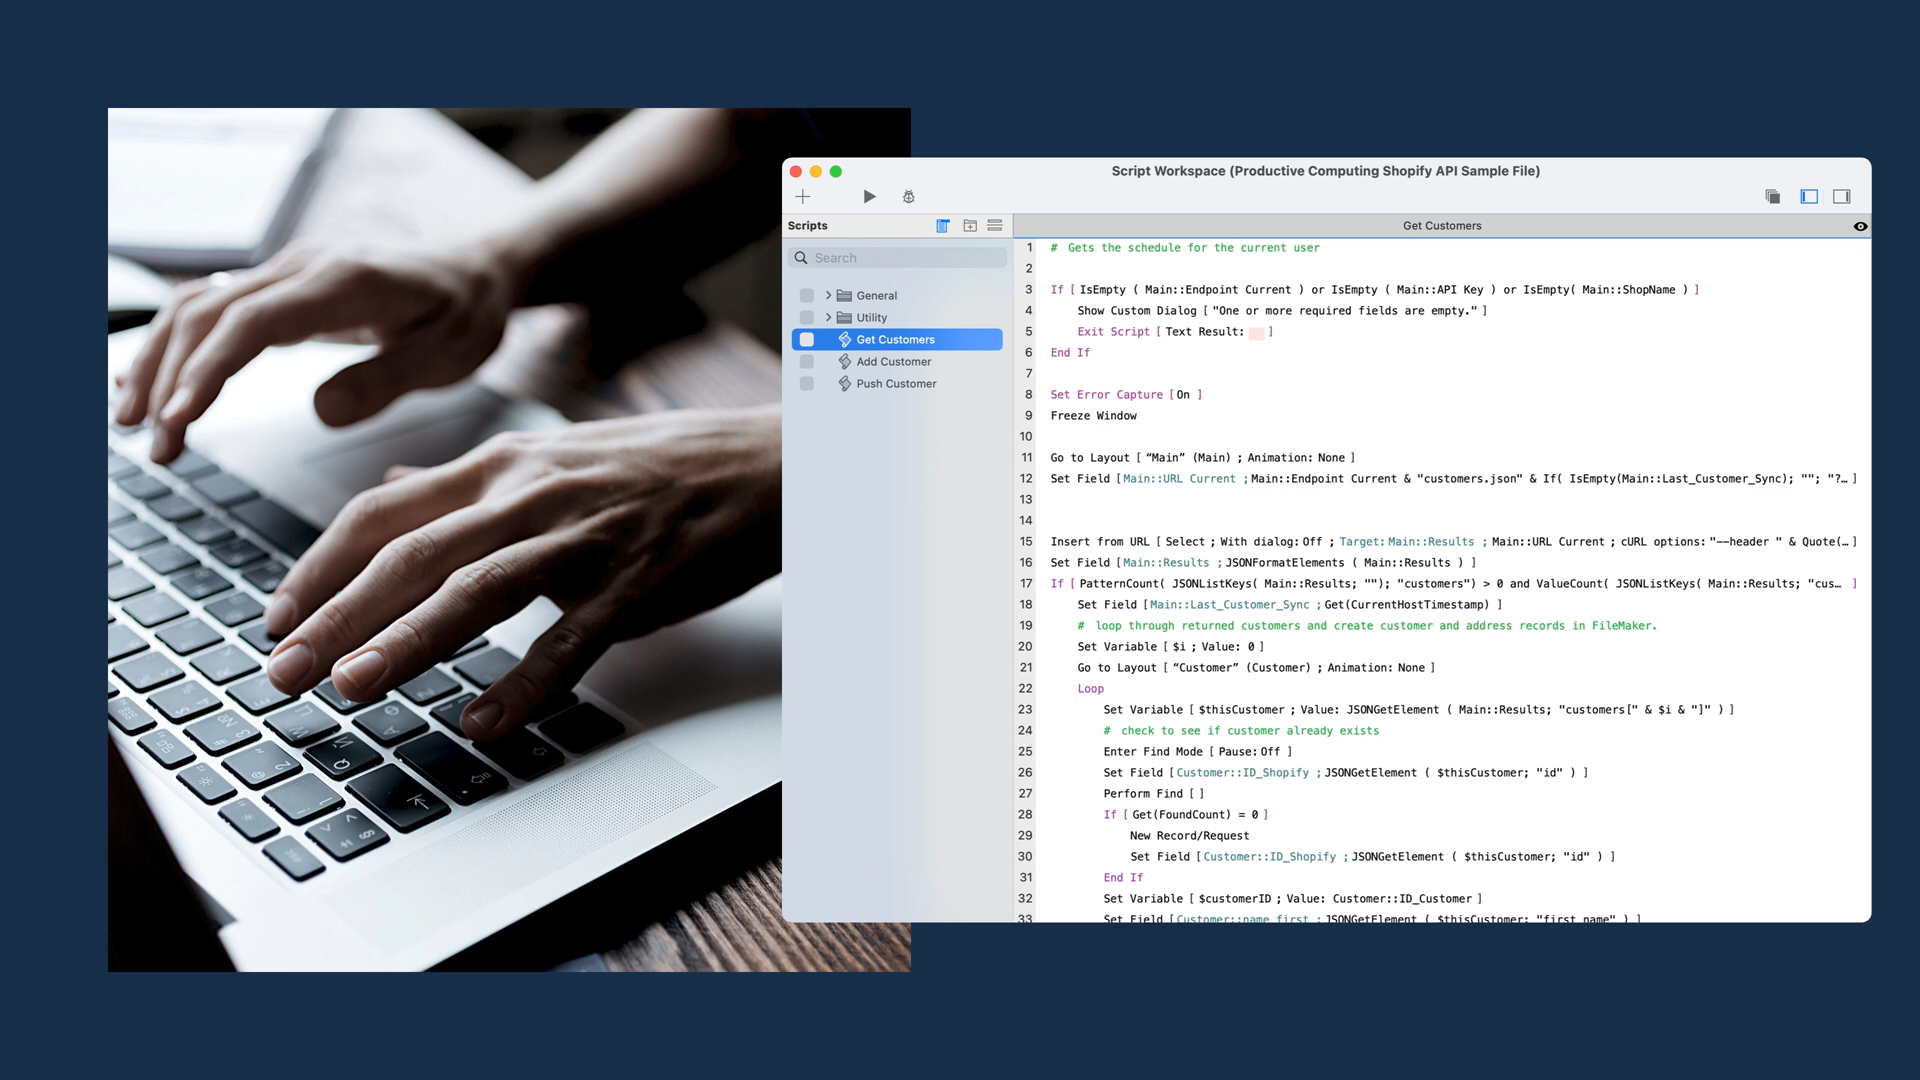 Script Workspace (Productive Computing Shopify API Sample File)
Scripts
Get Customers
Search
General
Utility
Get Customers
Add Customer
Push Customer
1 # Gets the schedule for the current user
2
3 If [ IsEmpty ( Main::Endpoint Current ) or IsEmpty ( Main::API Key ) or IsEmpty( Main::ShopName ) ]
4 Show Custom Dialog [ "One or more required fields are empty." ]
5 Exit Script [ Text Result: ]
6 End If
7
8 Set Error Capture [ On ]
9 Freeze Window
10
11 Go to Layout [ “Main” (Main) ; Animation: None ]
12 Set Field [ Main::URL Current ; Main::Endpoint Current & "customers.json" & If( IsEmpty(Main::Last_Customer_Sync); ""; "?… ]
13
14
15 Insert from URL [ Select ; With dialog: Off ; Target: Main::Results ; Main::URL Current ; cURL options: "--header " & Quote(… ]
16 Set Field [ Main::Results ; JSONFormatElements ( Main::Results ) ]
17 If [ PatternCount( JSONListKeys( Main::Results; ""); "customers") > 0 and ValueCount( JSONListKeys( Main::Results; "cus… ]
18 Set Field [ Main::Last_Customer_Sync ; Get(CurrentHostTimestamp) ]
19 # loop through returned customers and create customer and address records in FileMaker.
20 Set Variable [ $i ; Value: 0 ]
21 Go to Layout [ “Customer” (Customer) ; Animation: None ]
22 Loop
23 Set Variable [ $thisCustomer ; Value: JSONGetElement ( Main::Results; "customers[" & $i & "]" ) ]
24 # check to see if customer already exists
25 Enter Find Mode [ Pause: Off ]
26 Set Field [ Customer::ID_Shopify ; JSONGetElement ( $thisCustomer; "id" ) ]
27 Perform Find [ ]
28 If [ Get(FoundCount) = 0 ]
29 New Record/Request
30 Set Field [ Customer::ID_Shopify ; JSONGetElement ( $thisCustomer; "id" ) ]
31 End If
32 Set Variable [ $customerID ; Value: Customer::ID_Customer ]
33 Set Field [ Customer::name_first ; JSONGetElement ( $thisCustomer; "first_name" ) ]